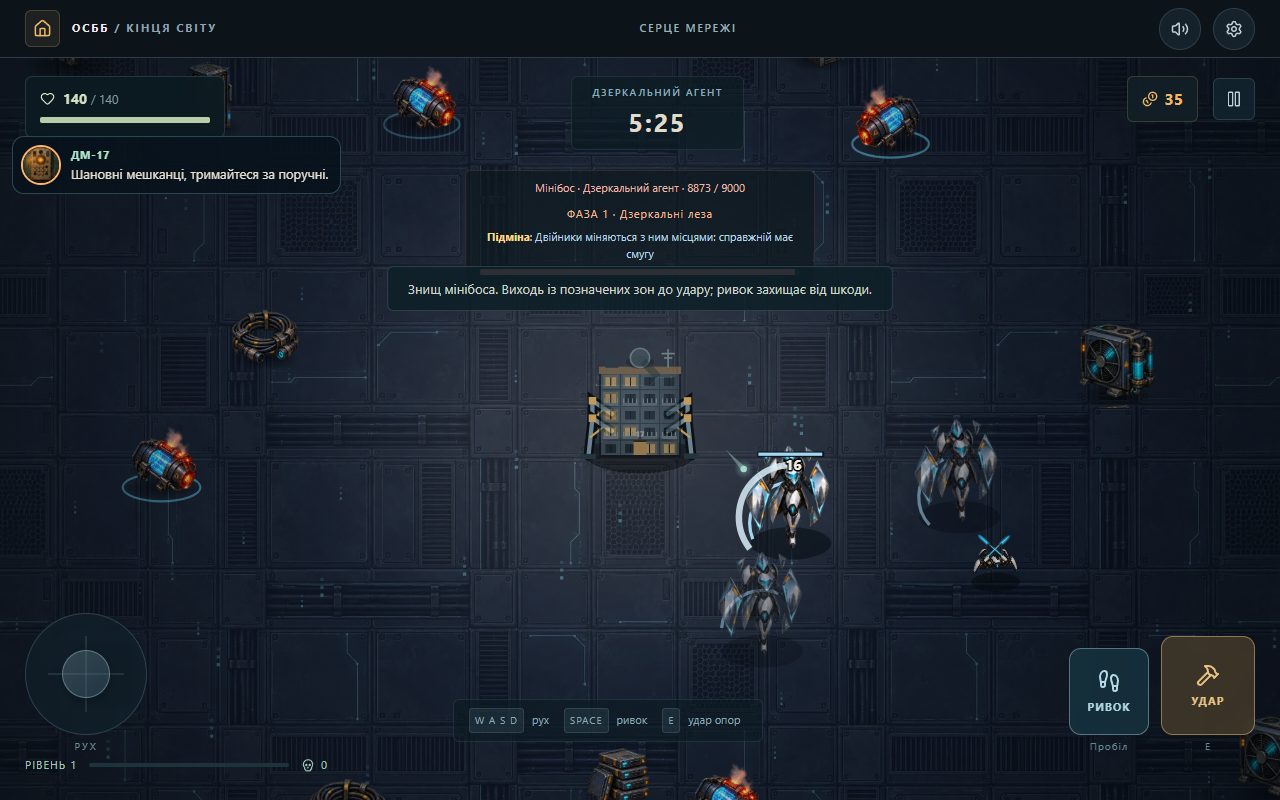 ОСББ / КІНЦЯ СВІТУ
СЕРЦЕ МЕРЕЖІ
140 / 140
ДЗЕРКАЛЬНИЙ АГЕНТ
5:25
35
ДМ-17
Шановні мешканці, тримайтеся за поручні.
Мінібос · Дзеркальний агент · 8873 / 9000
ФАЗА 1 · Дзеркальні леза
Підміна: Двійники міняються з ним місцями: справжній має
смугу
Знищ мінібоса. Виходь із позначених зон до удару; ривок захищає від шкоди.
16
РУХ
РІВЕНЬ 1
0
W A S D рух SPACE ривок E удар опор
РИВОК
Пробіл
УДАР
E